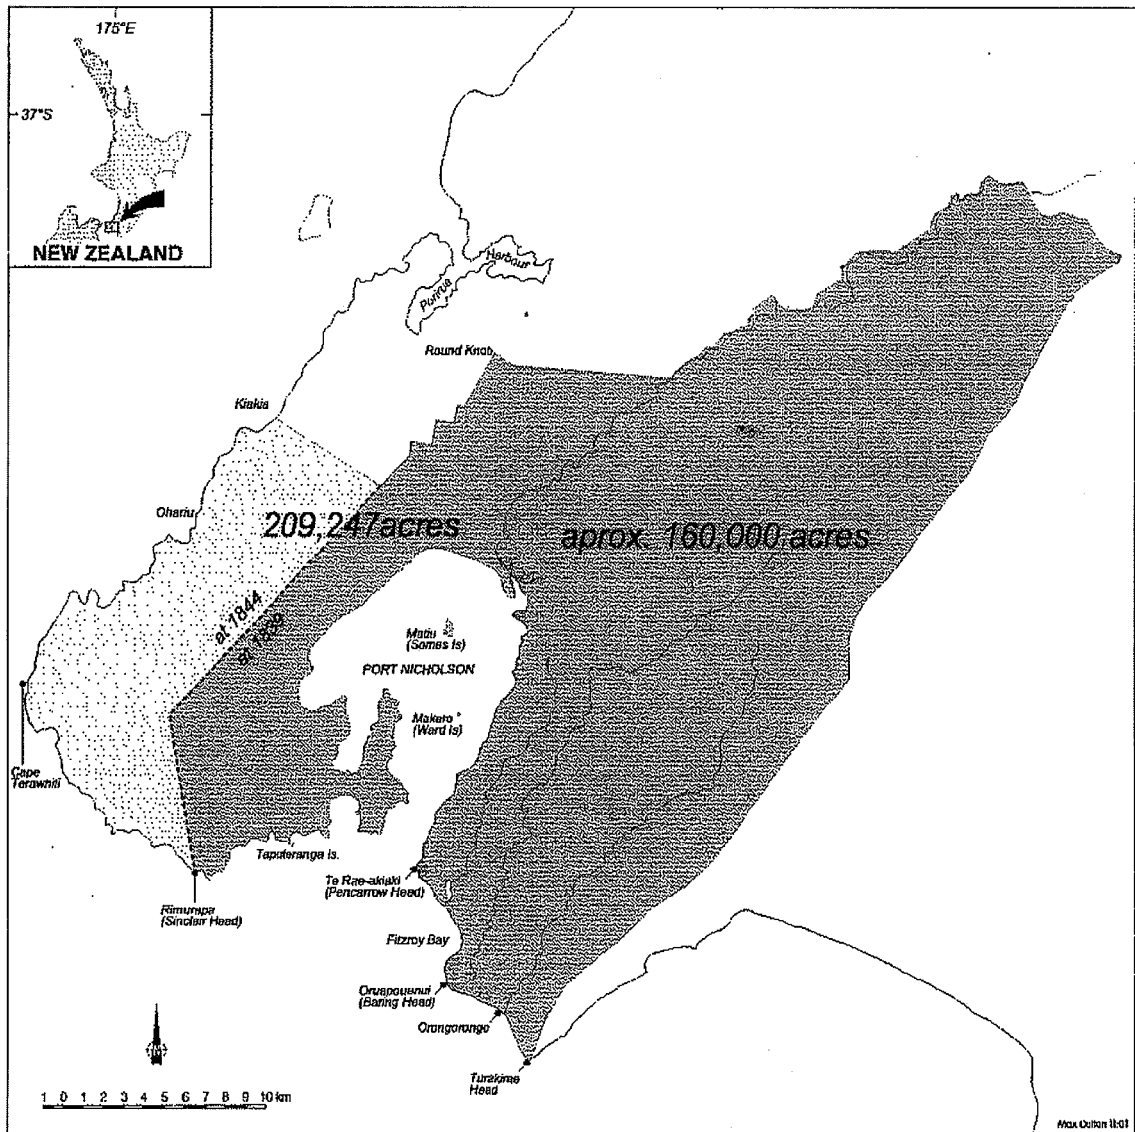 175°E
37°S
NEW ZEALAND
Porirua
Harbour
Round Knob
Kiakia
Ohariu
209,247acres
aprox. 160,000 acres
at 1844
at 1839
Matiu
(Somes Is)
PORT NICHOLSON
Makaro
(Ward Is)
Cape
Terawhiti
Taputeranga Is.
Te Rae-akiaki
(Pencarrow Head)
Rimurapa
(Sinclair Head)
Fitzroy Bay
Oruapouanui
(Baring Head)
Orongorongo
Turakirae
Head
N
1 0 1 2 3 4 5 6 7 8 9 10 km
Max Oulton 11:01